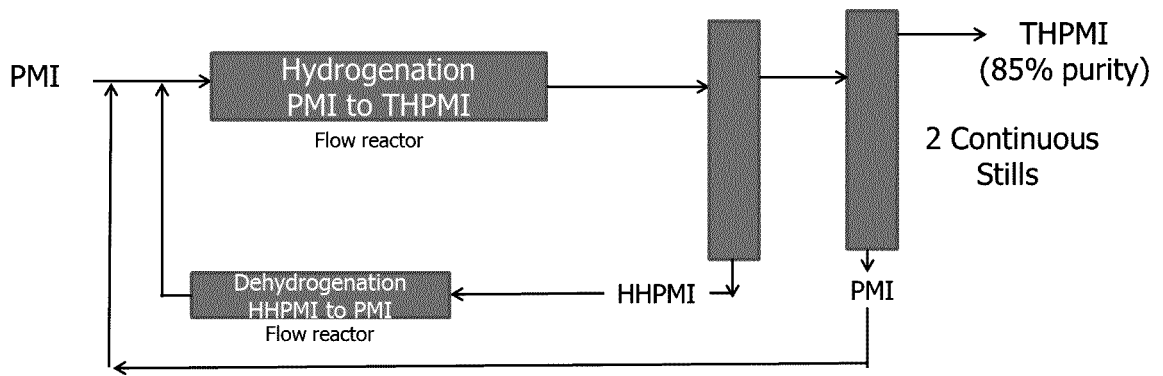 PMI
Hydrogenation
PMI to THPMI
Flow reactor
THPMI
(85% purity)
2 Continuous
Stills
Dehydrogenation
HHPMI to PMI
Flow reactor
HHPMI
PMI